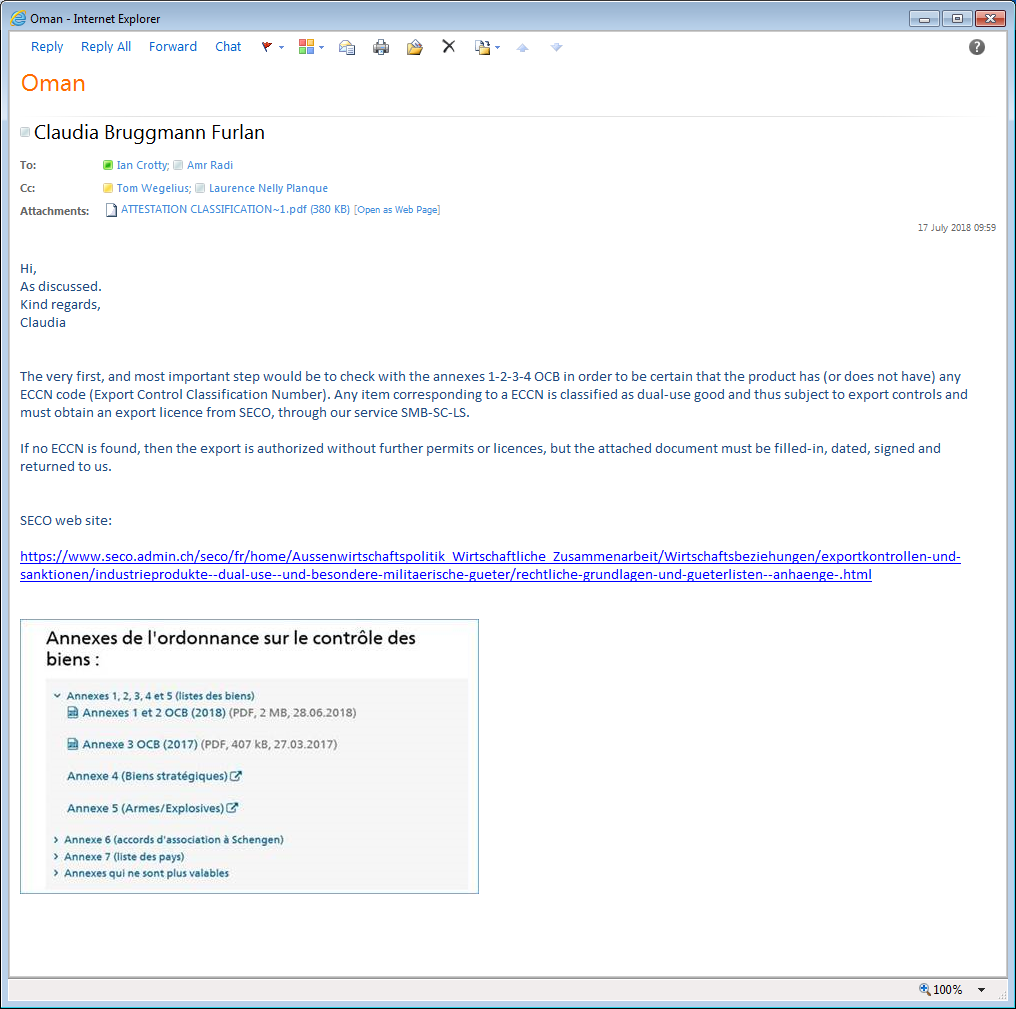 Oman - Internet Explorer
Reply Reply All Forward Chat
Oman
Claudia Bruggmann Furlan
To: Ian Crotty; Amr Radi
Cc: Tom Wegelius; Laurence Nelly Planque
Attachments: ATTESTATION CLASSIFICATION~1.pdf (380 KB) [Open as Web Page]
17 July 2018 09:59
Hi,
As discussed.
Kind regards,
Claudia
The very first, and most important step would be to check with the annexes 1-2-3-4 OCB in order to be certain that the product has (or does not have) any
ECCN code (Export Control Classification Number). Any item corresponding to a ECCN is classified as dual-use good and thus subject to export controls and
must obtain an export licence from SECO, through our service SMB-SC-LS.
If no ECCN is found, then the export is authorized without further permits or licences, but the attached document must be filled-in, dated, signed and
returned to us.
SECO web site:
https://www.seco.admin.ch/seco/fr/home/Aussenwirtschaftspolitik_Wirtschaftliche_Zusammenarbeit/Wirtschaftsbeziehungen/exportkontrollen-und-
sanktionen/industrieprodukte--dual-use--und-besondere-militaerische-gueter/rechtliche-grundlagen-und-gueterlisten--anhaenge-.html
Annexes de l'ordonnance sur le contrôle des
biens :
Annexes 1, 2, 3, 4 et 5 (listes des biens)
Annexes 1 et 2 OCB (2018) (PDF, 2 MB, 28.06.2018)
Annexe 3 OCB (2017) (PDF, 407 kB, 27.03.2017)
Annexe 4 (Biens stratégiques)
Annexe 5 (Armes/Explosives)
Annexe 6 (accords d'association à Schengen)
Annexe 7 (liste des pays)
Annexes qui ne sont plus valables
100%